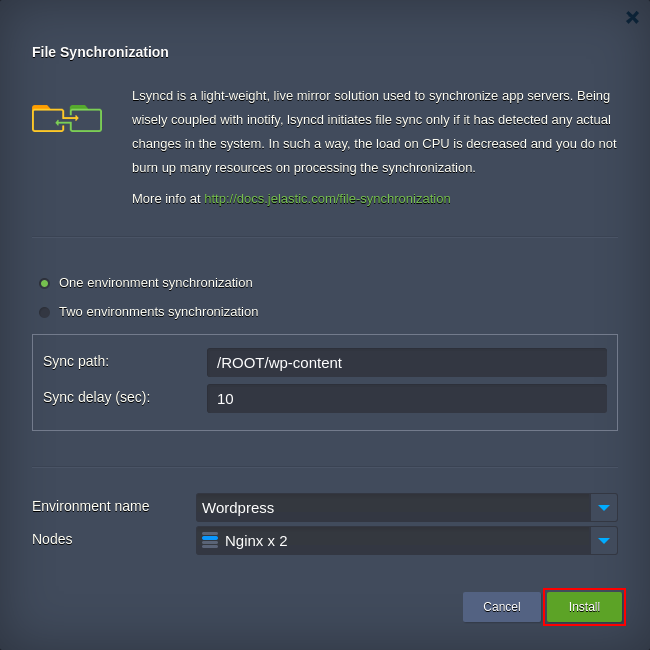 File Synchronization
Lsyncd is a light-weight, live mirror solution used to synchronize app servers. Being
wisely coupled with inotify, lsyncd initiates file sync only if it has detected any actual
changes in the system. In such a way, the load on CPU is decreased and you do not
burn up many resources on processing the synchronization.
More info at http://docs.jelastic.com/file-synchronization
One environment synchronization
Two environments synchronization
Sync path: /ROOT/wp-content
Sync delay (sec): 10
Environment name Wordpress
Nodes Nginx x 2
Cancel Install